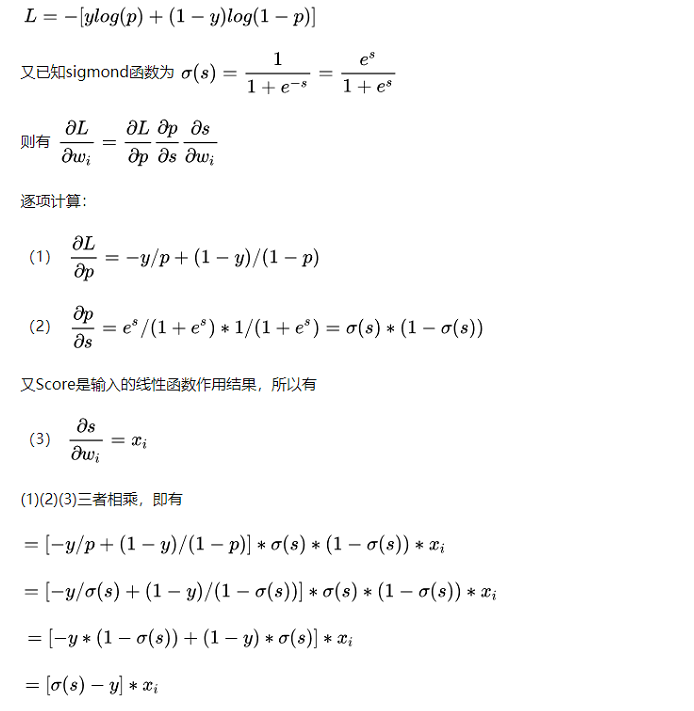 L = −[ylog(p) + (1 − y)log(1 − p)]
又已知sigmond函数为 σ(s) = 1/(1 + e^{−s}) = e^s/(1 + e^s)
则有 ∂L/∂w_i = ∂L/∂p ∂p/∂s ∂s/∂w_i
逐项计算：
（1） ∂L/∂p = −y/p + (1 − y)/(1 − p)
（2） ∂p/∂s = e^s/(1 + e^s) ∗ 1/(1 + e^s) = σ(s) ∗ (1 − σ(s))
又Score是输入的线性函数作用结果，所以有
（3） ∂s/∂w_i = x_i
(1)(2)(3)三者相乘，即有
= [−y/p + (1 − y)/(1 − p)] ∗ σ(s) ∗ (1 − σ(s)) ∗ x_i
= [−y/σ(s) + (1 − y)/(1 − σ(s))] ∗ σ(s) ∗ (1 − σ(s)) ∗ x_i
= [−y ∗ (1 − σ(s)) + (1 − y) ∗ σ(s)] ∗ x_i
= [σ(s) − y] ∗ x_i